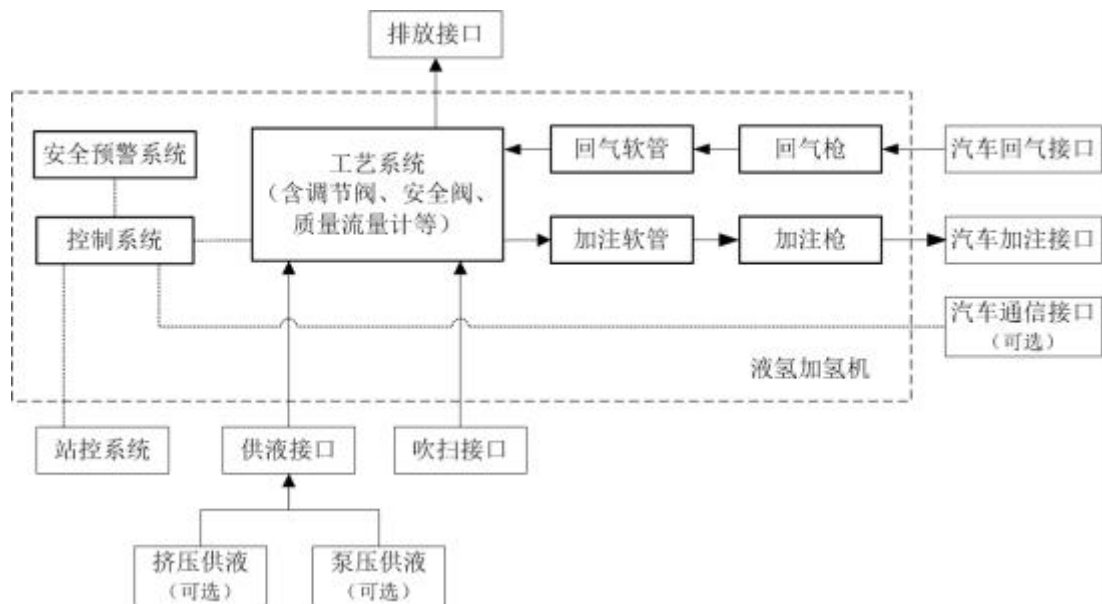 排放接口
安全预警系统
工艺系统
（含调节阀、安全阀、
质量流量计等）
回气软管
回气枪
汽车回气接口
控制系统
加注软管
加注枪
汽车加注接口
汽车通信接口
（可选）
液氢加氢机
站控系统
供液接口
吹扫接口
挤压供液
（可选）
泵压供液
（可选）